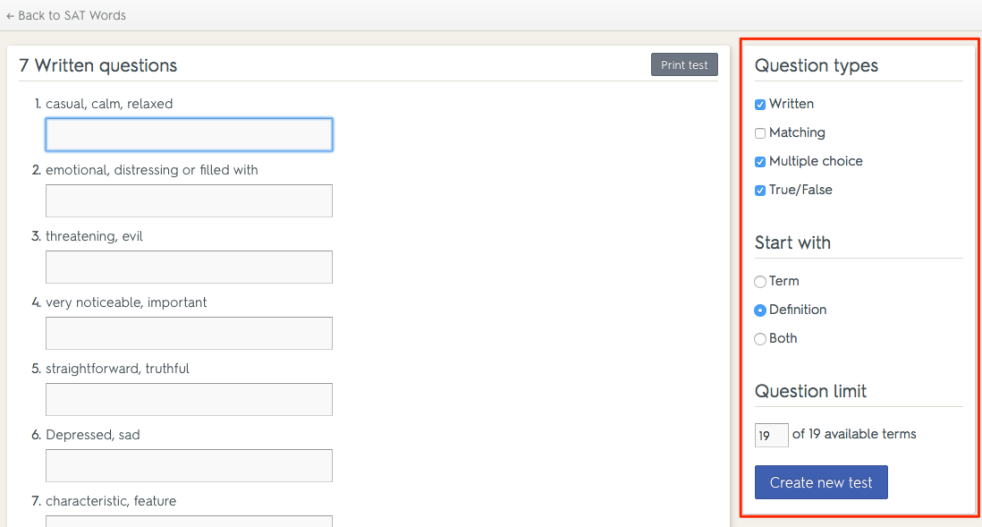 ← Back to SAT Words
7 Written questions
Print test
1. casual, calm, relaxed
2. emotional, distressing or filled with
3. threatening, evil
4. very noticeable, important
5. straightforward, truthful
6. Depressed, sad
7. characteristic, feature
Question types
Written
Matching
Multiple choice
True/False
Start with
Term
Definition
Both
Question limit
19 of 19 available terms
Create new test